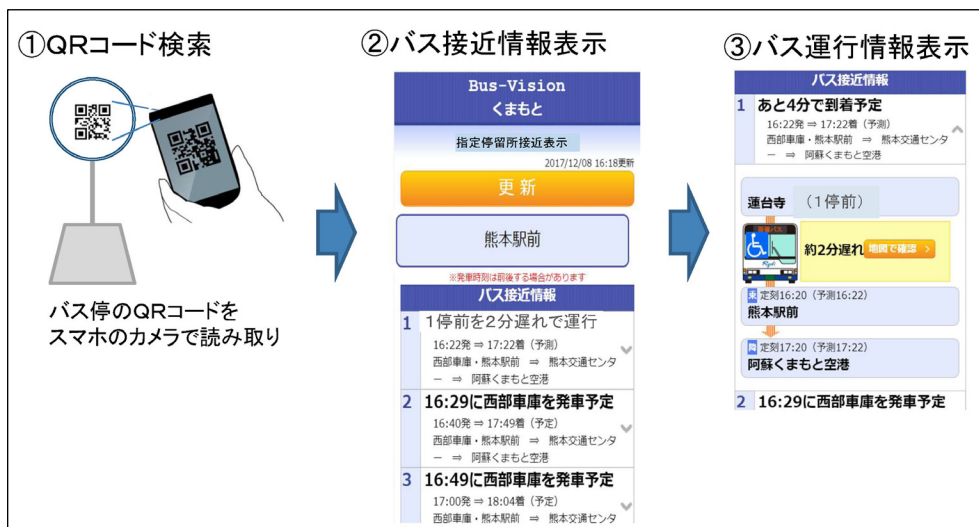 ①QRコード検索
バス停のQRコードを
スマホのカメラで読み取り
②バス接近情報表示
Bus-Vision
くまもと
指定停留所接近表示
2017/12/08 16:18更新
更新
熊本駅前
※発車時刻は前後する場合があります
バス接近情報
1 1停前を2分遅れで運行
16:22発⇒17:22着（予測）
西部車庫・熊本駅前 ⇒ 熊本交通センタ
ー ⇒ 阿蘇くまもと空港
2 16:29に西部車庫を発車予定
16:40発⇒17:49着（予定）
西部車庫・熊本駅前 ⇒ 熊本交通センタ
ー ⇒ 阿蘇くまもと空港
3 16:49に西部車庫を発車予定
17:00発⇒18:04着（予定）
西部車庫・熊本駅前 ⇒ 熊本交通センタ
③バス運行情報表示
バス接近情報
1 あと4分で到着予定
16:22発⇒17:22着（予測）
西部車庫・熊本駅前 ⇒ 熊本交通センタ
ー ⇒ 阿蘇くまもと空港
蓮台寺 （1停前）
約2分遅れ 地図で確認 >
乗 定刻16:20（予測16:22）
熊本駅前
降 定刻17:20（予測17:22）
阿蘇くまもと空港
2 16:29に西部車庫を発車予定